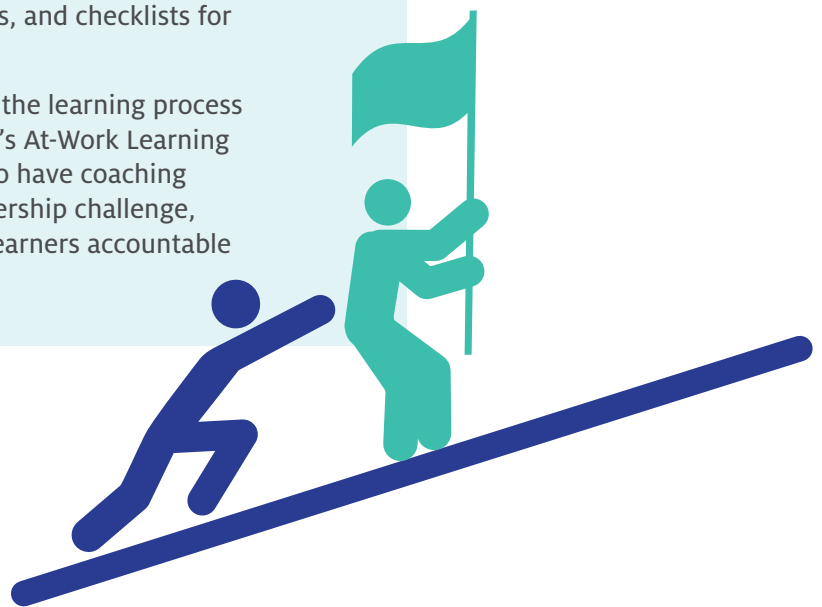 s, and checklists for
the learning process
's At-Work Learning
o have coaching
ership challenge,
earners accountable